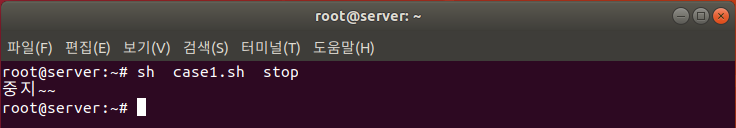 root@server: ~
파일(F) 편집(E) 보기(V) 검색(S) 터미널(T) 도움말(H)
root@server:~# sh  case1.sh  stop
중지~~
root@server:~#